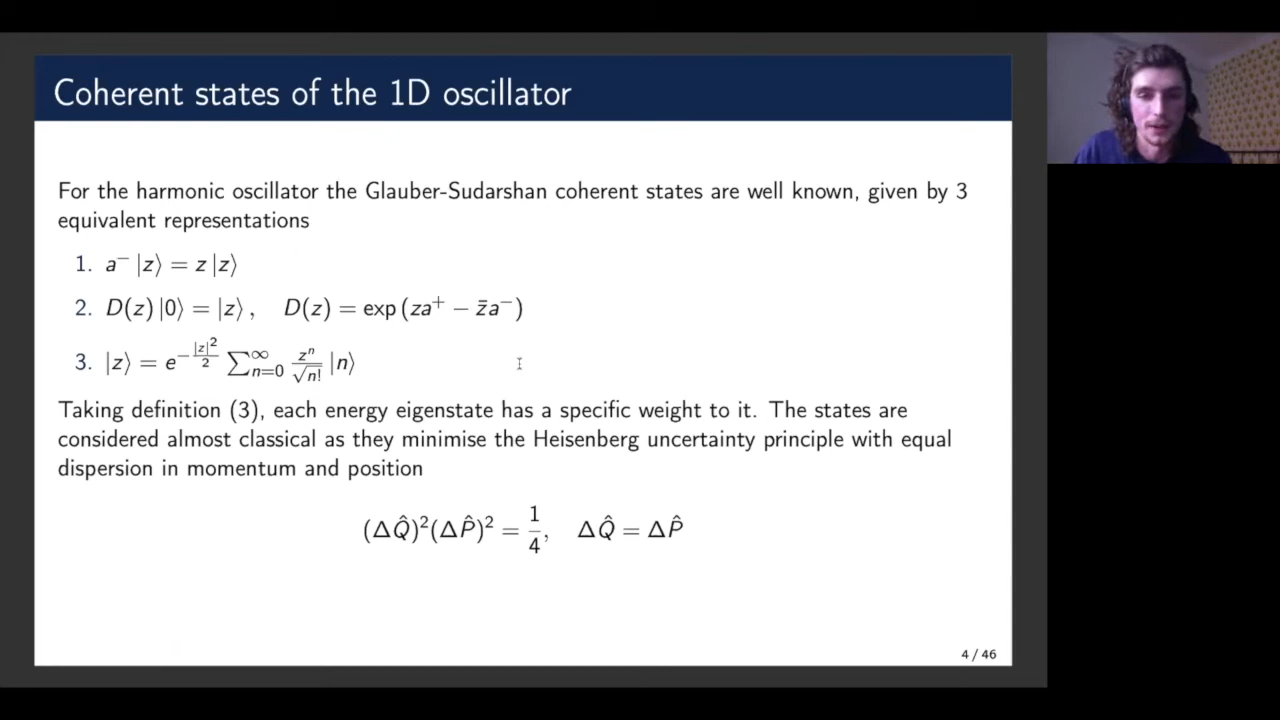 Coherent states of the 1D oscillator
For the harmonic oscillator the Glauber-Sudarshan coherent states are well known, given by 3
equivalent representations
1. a⁻ |z⟩ = z |z⟩
2. D(z) |0⟩ = |z⟩ , D(z) = exp (za⁺ − z̄a⁻)
3. |z⟩ = e^{−|z|²/2} ∑_{n=0}^{∞} zⁿ/√n! |n⟩
Taking definition (3), each energy eigenstate has a specific weight to it. The states are
considered almost classical as they minimise the Heisenberg uncertainty principle with equal
dispersion in momentum and position
(ΔQ̂)²(ΔP̂)² = 1/4, ΔQ̂ = ΔP̂
4 / 46